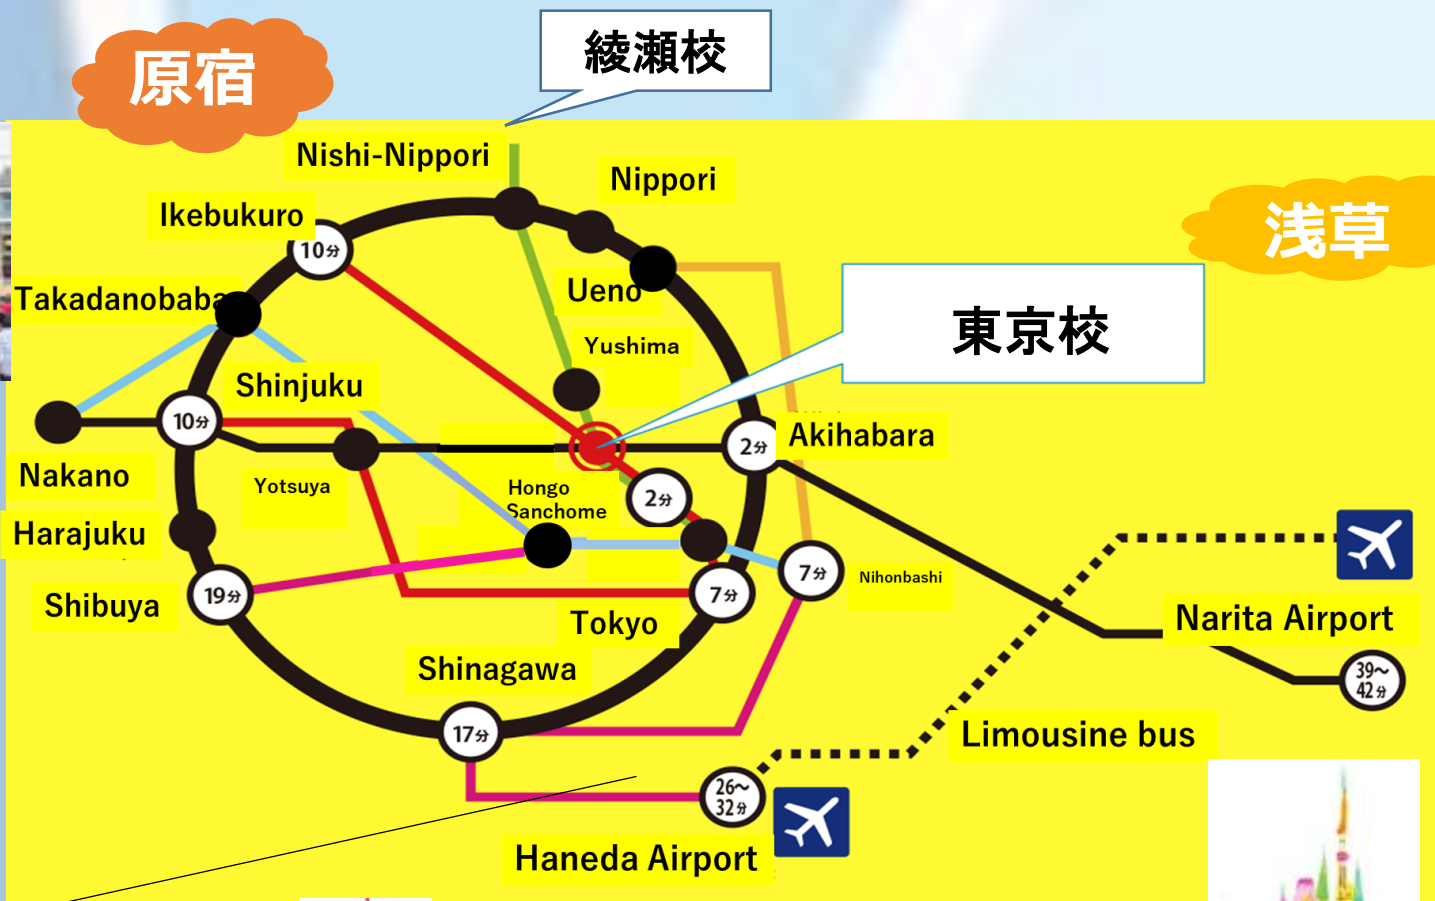 原宿
綾瀬校
Nishi-Nippori
Nippori
Ikebukuro
浅草
10分
Takadanobaba
Ueno
東京校
Yushima
Shinjuku
10分
2分
Akihabara
Nakano
Yotsuya
Hongo
Sanchome
2分
Harajuku
7分
Nihonbashi
Shibuya
19分
7分
Tokyo
Narita Airport
Shinagawa
39～
42分
17分
Limousine bus
26～
32分
Haneda Airport